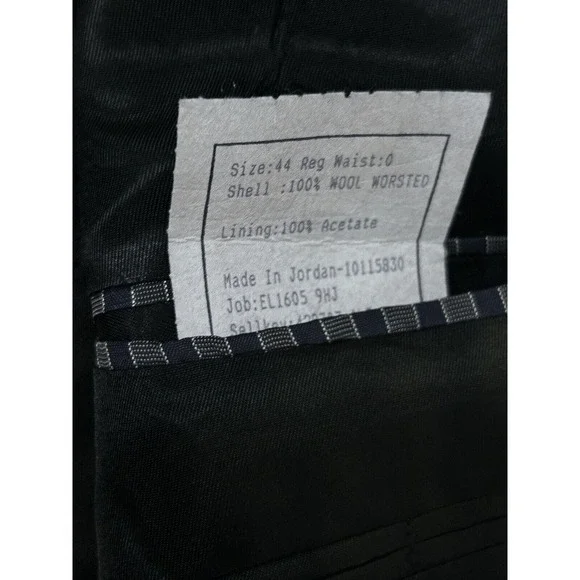 Size:44 Reg Waist:0
Shell :100% WOOL WORSTED
Lining:100% Acetate
Made In Jordan-10115830
Job:EL1605 9HJ